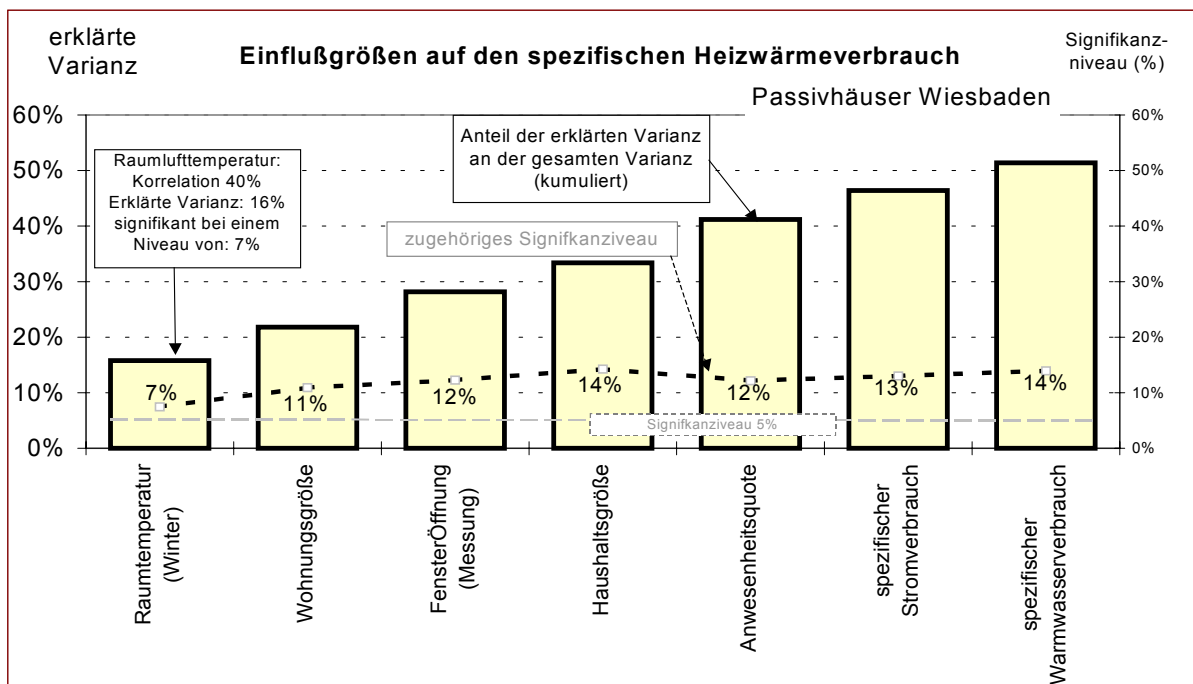 erklärte
Varianz
Einflußgrößen auf den spezifischen Heizwärmeverbrauch
Signifikanz-
niveau (%)
Passivhäuser Wiesbaden
60%
50%
40%
30%
20%
10%
0%
60%
50%
40%
30%
20%
10%
0%
Raumlufttemperatur:
Korrelation 40%
Erklärte Varianz: 16%
signifikant bei einem
Niveau von: 7%
Anteil der erklärten Varianz
an der gesamten Varianz
(kumuliert)
zugehöriges Signifkanziveau
7%
11%
12%
14%
12%
13%
14%
Signifkanziveau 5%
Raumtemperatur
(Winter)
Wohnungsgröße
FensterÖffnung
(Messung)
Haushaltsgröße
Anwesenheitsquote
spezifischer
Stromverbrauch
spezifischer
Warmwasserverbrauch